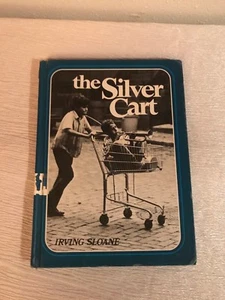 the Silver
Cart
IRVING SLOANE